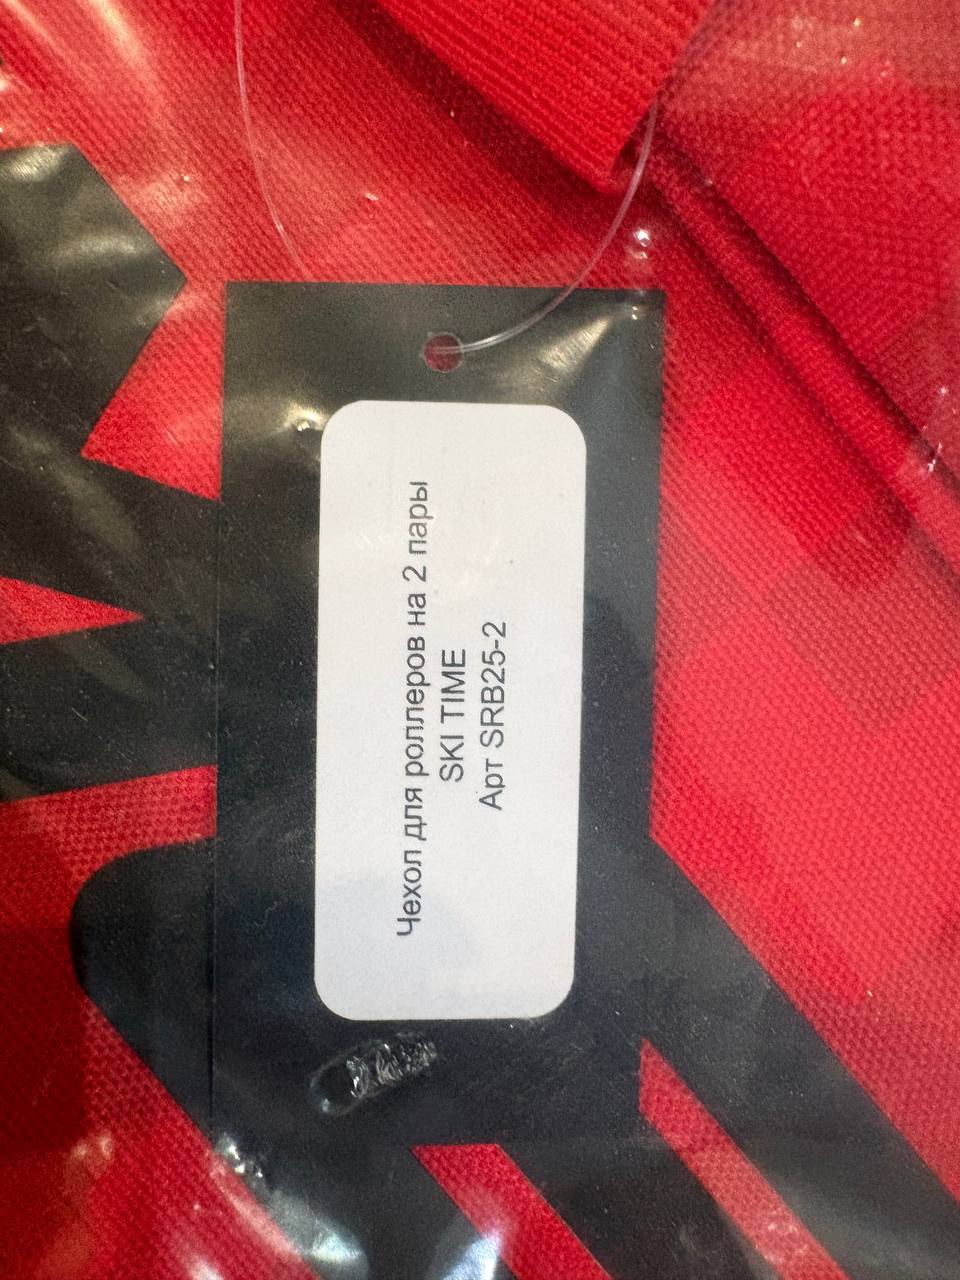 Чехол для роллеров на 2 пары
SKI TIME
Арт SRB25-2